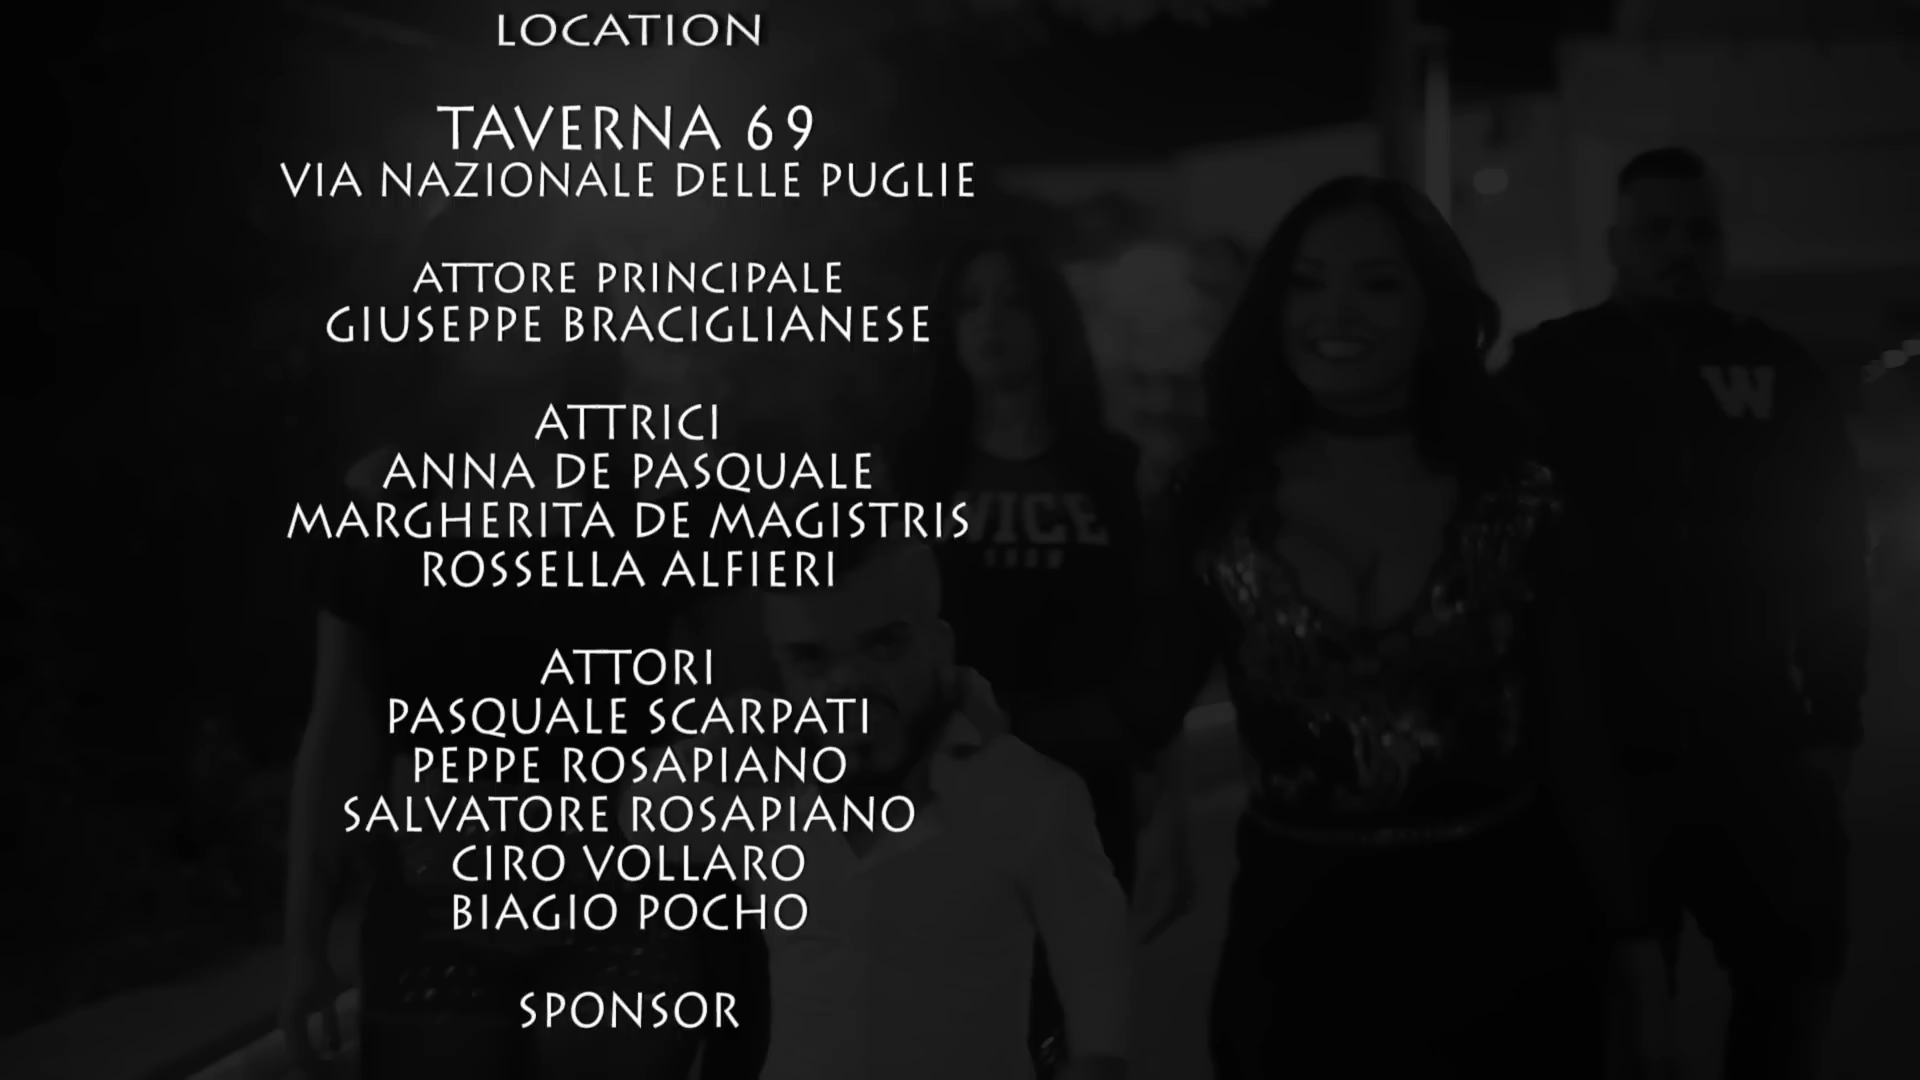 LOCATION
TAVERNA 69
VIA NAZIONALE DELLE PUGLIE
ATTORE PRINCIPALE
GIUSEPPE BRACIGLIANESE
ATTRICI
ANNA DE PASQUALE
MARGHERITA DE MAGISTRIS
ROSSELLA ALFIERI
ATTORI
PASQUALE SCARPATI
PEPPE ROSAPIANO
SALVATORE ROSAPIANO
CIRO VOLLARO
BIAGIO POCHO
SPONSOR
W